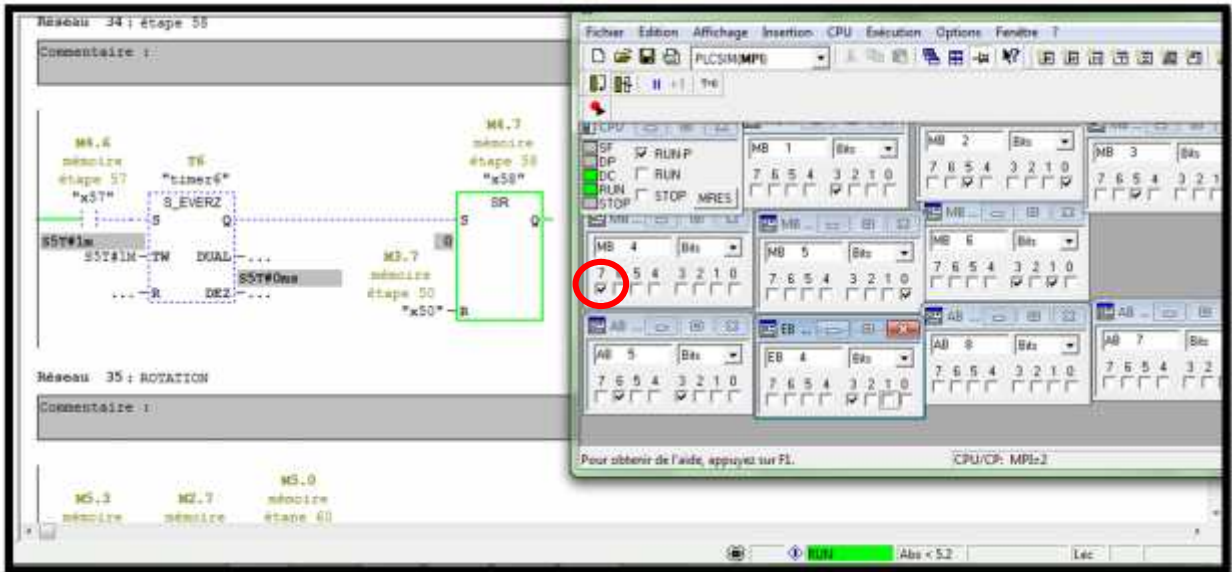 Réseau 34 : étape 58
Commentaire :
M4.6
mémoire
étape 57
"x57"
T6
"timer6"
S_EVERZ
S Q
S5T#1m
S5T#1M TW DUAL ...
S5T#0ms
... R DEZ ...
M4.7
mémoire
étape 58
"x58"
SR
S Q
0
M3.7
mémoire
étape 50
"x50" R
Réseau 35 : ROTATION
Commentaire :
M5.3
mémoire
M2.7
mémoire
M5.0
mémoire
étape 60
RUN
Abs < 5.2
Fichier Edition Affichage Insertion CPU Exécution Options Fenêtre ?
PLCSIM(MPI)
T=0
CPU
SF
DP
DC
RUN
STOP
RUN-P
RUN
STOP MRES
MB 1 Bits
7 6 5 4 3 2 1 0
MB 2 Bits
7 6 5 4 3 2 1 0
MB ...
MB 3 Bits
7 6 5 4 3 2 1
MB ...
MB 4 Bits
7 6 5 4 3 2 1 0
MB ...
MB 5 Bits
7 6 5 4 3 2 1 0
MB ...
MB 6 Bits
7 6 5 4 3 2 1 0
AB ...
AB 5 Bits
7 6 5 4 3 2 1 0
EB ...
EB 4 Bits
7 6 5 4 3 2 1 0
AB ...
AB 8 Bits
7 6 5 4 3 2 1 0
AB ...
AB 7 Bits
7 6 5 4 3 2
Pour obtenir de l'aide, appuyez sur F1.
CPU/CP: MPI=2